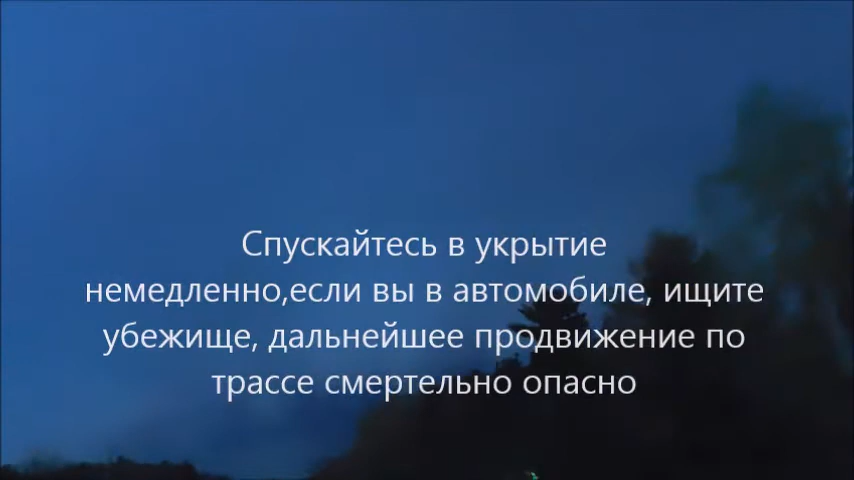 Спускайтесь в укрытие
немедленно,если вы в автомобиле, ищите
убежище, дальнейшее продвижение по
трассе смертельно опасно